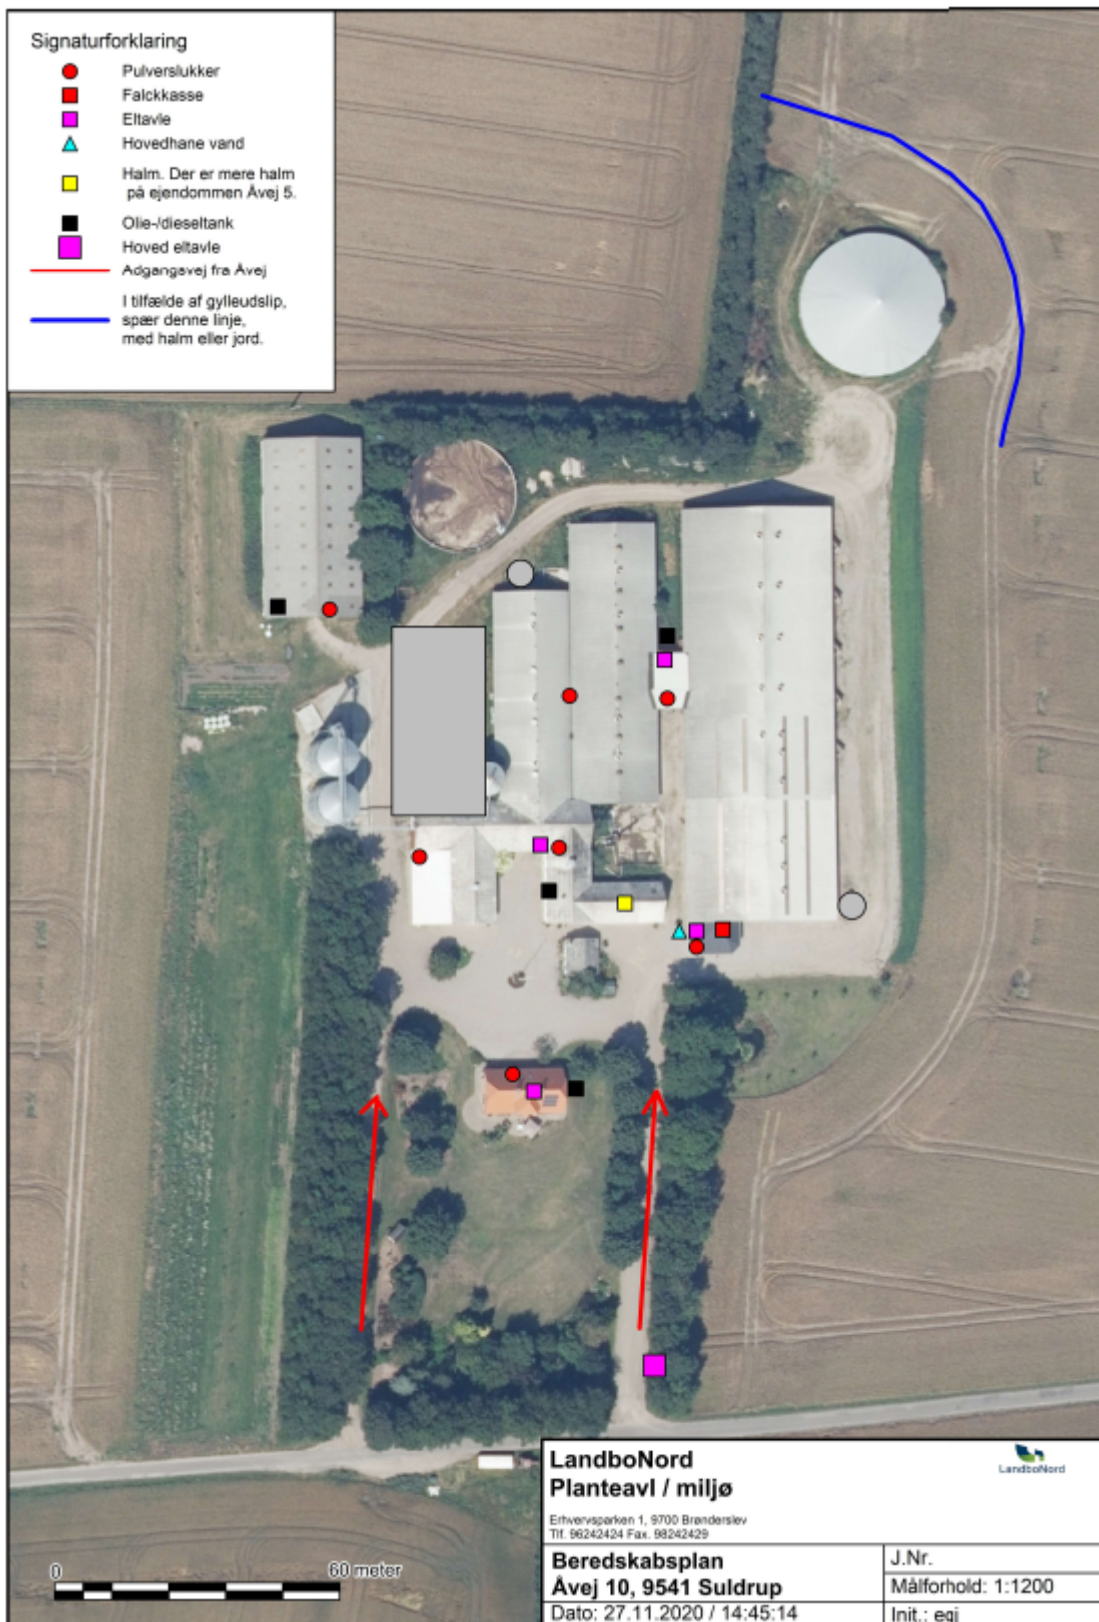 Signaturforklaring
Pulverslukker
Falckkasse
Eltavle
Hovedhane vand
Halm. Der er mere halm
på ejendommen Åvej 5.
Olie-/dieseltank
Hoved eltavle
Adgangsvej fra Åvej
I tilfælde af gylleudslip,
spær denne linje,
med halm eller jord.
0 60 meter
LandboNord
Planteavl / miljø
LandboNord
Erhvervsparken 1, 9700 Brønderslev
Tlf. 96242424 Fax. 98242429
Beredskabsplan
Åvej 10, 9541 Suldrup
Dato: 27.11.2020 / 14:45:14
J.Nr.
Målforhold: 1:1200
Init.: egj